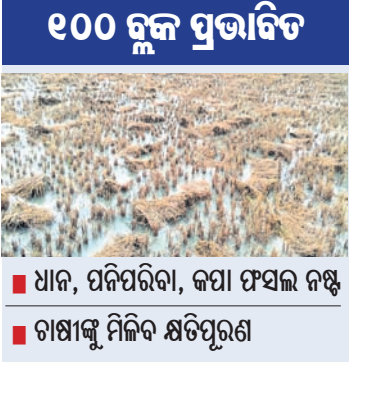 ୧୦୦ ବ୍ଲକ ପ୍ରଭାବିତ
ଧାନ, ପନିପରିବା, କପା ଫସଲ ନଷ୍ଟ
ଚାଷୀଙ୍କୁ ମିଳିବ କ୍ଷତିପୂରଣ